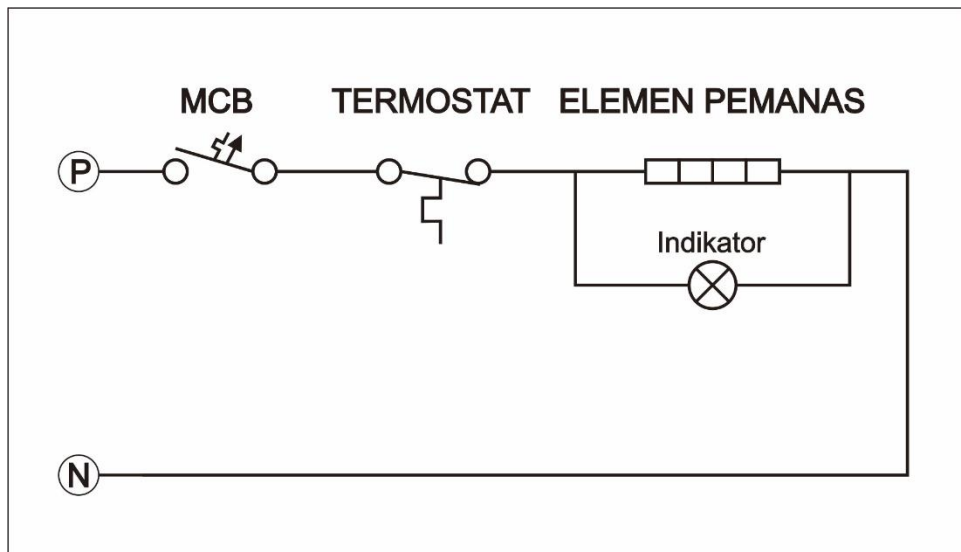 MCB TERMOSTAT ELEMEN PEMANAS
P
Indikator
N